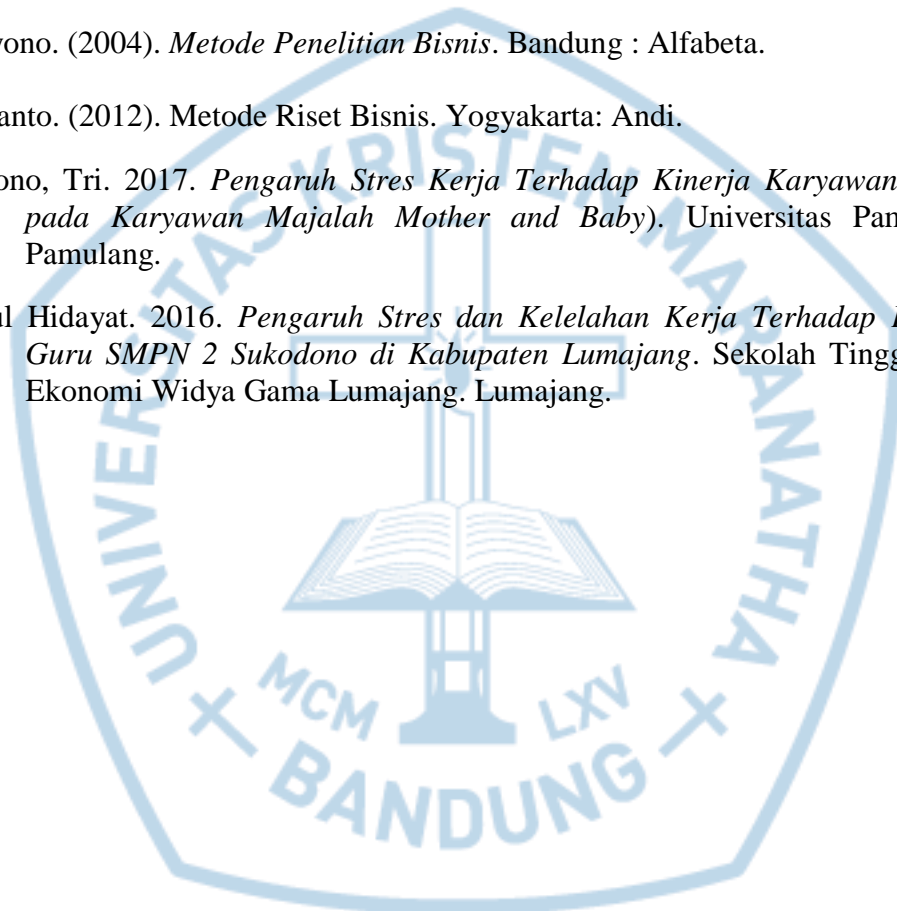 yono. (2004). Metode Penelitian Bisnis. Bandung : Alfabeta.
anto. (2012). Metode Riset Bisnis. Yogyakarta: Andi.
ono, Tri. 2017. Pengaruh Stres Kerja Terhadap Kinerja Karyawan
pada Karyawan Majalah Mother and Baby). Universitas Pam
Pamulang.
ul Hidayat. 2016. Pengaruh Stres dan Kelelahan Kerja Terhadap
Guru SMPN 2 Sukodono di Kabupaten Lumajang. Sekolah Tingg
Ekonomi Widya Gama Lumajang. Lumajang.
UNIVERSITAS KRISTEN MARANATHA
MCM LXV
BANDUNG